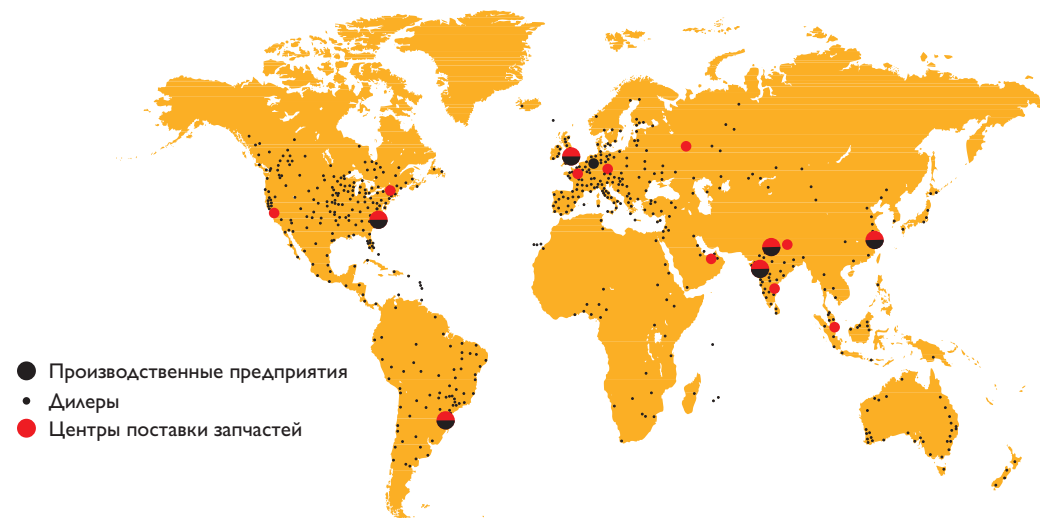 Производственные предприятия
Дилеры
Центры поставки запчастей